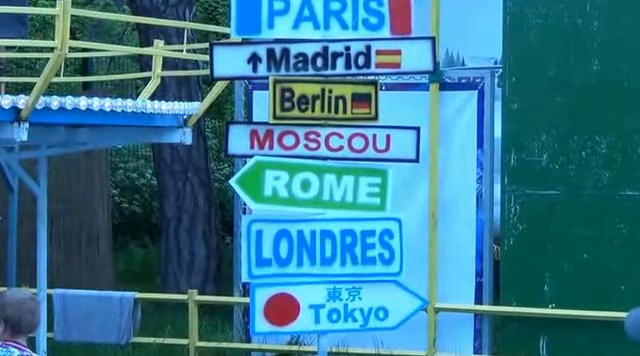 PARIS
↑Madrid
Berlin
MOSCOU
ROME
LONDRES
東京
Tokyo